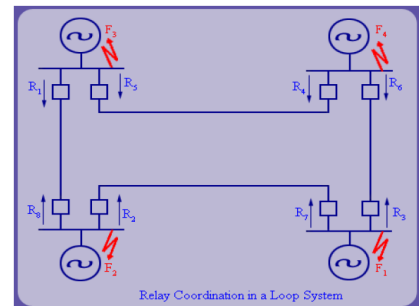 F3
F4
R1
R5
R4
R6
R8
R2
R7
R3
F2
F1
Relay Coordination in a Loop System